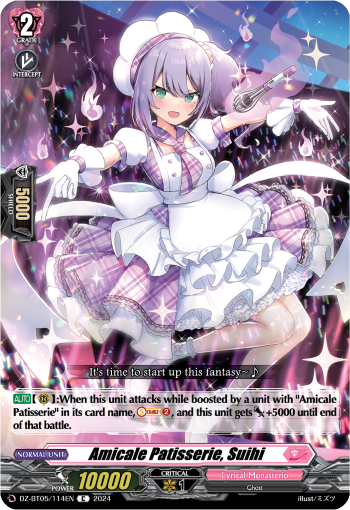 2
GRADE
INTERCEPT
5000
SHIELD
It's time to start up this fantasy~♪
AUTO [RC]:When this unit attacks while boosted by a unit with "Amicale
Patisserie" in its card name, 2, and this unit gets +5000 until end
of that battle.
NORMAL UNIT
Amicale Patisserie, Suihi
Lyrical Monasterio
Ghost
POWER 10000
CRITICAL
1
DZ-BT05/114EN C 2024
illust/ミズツ